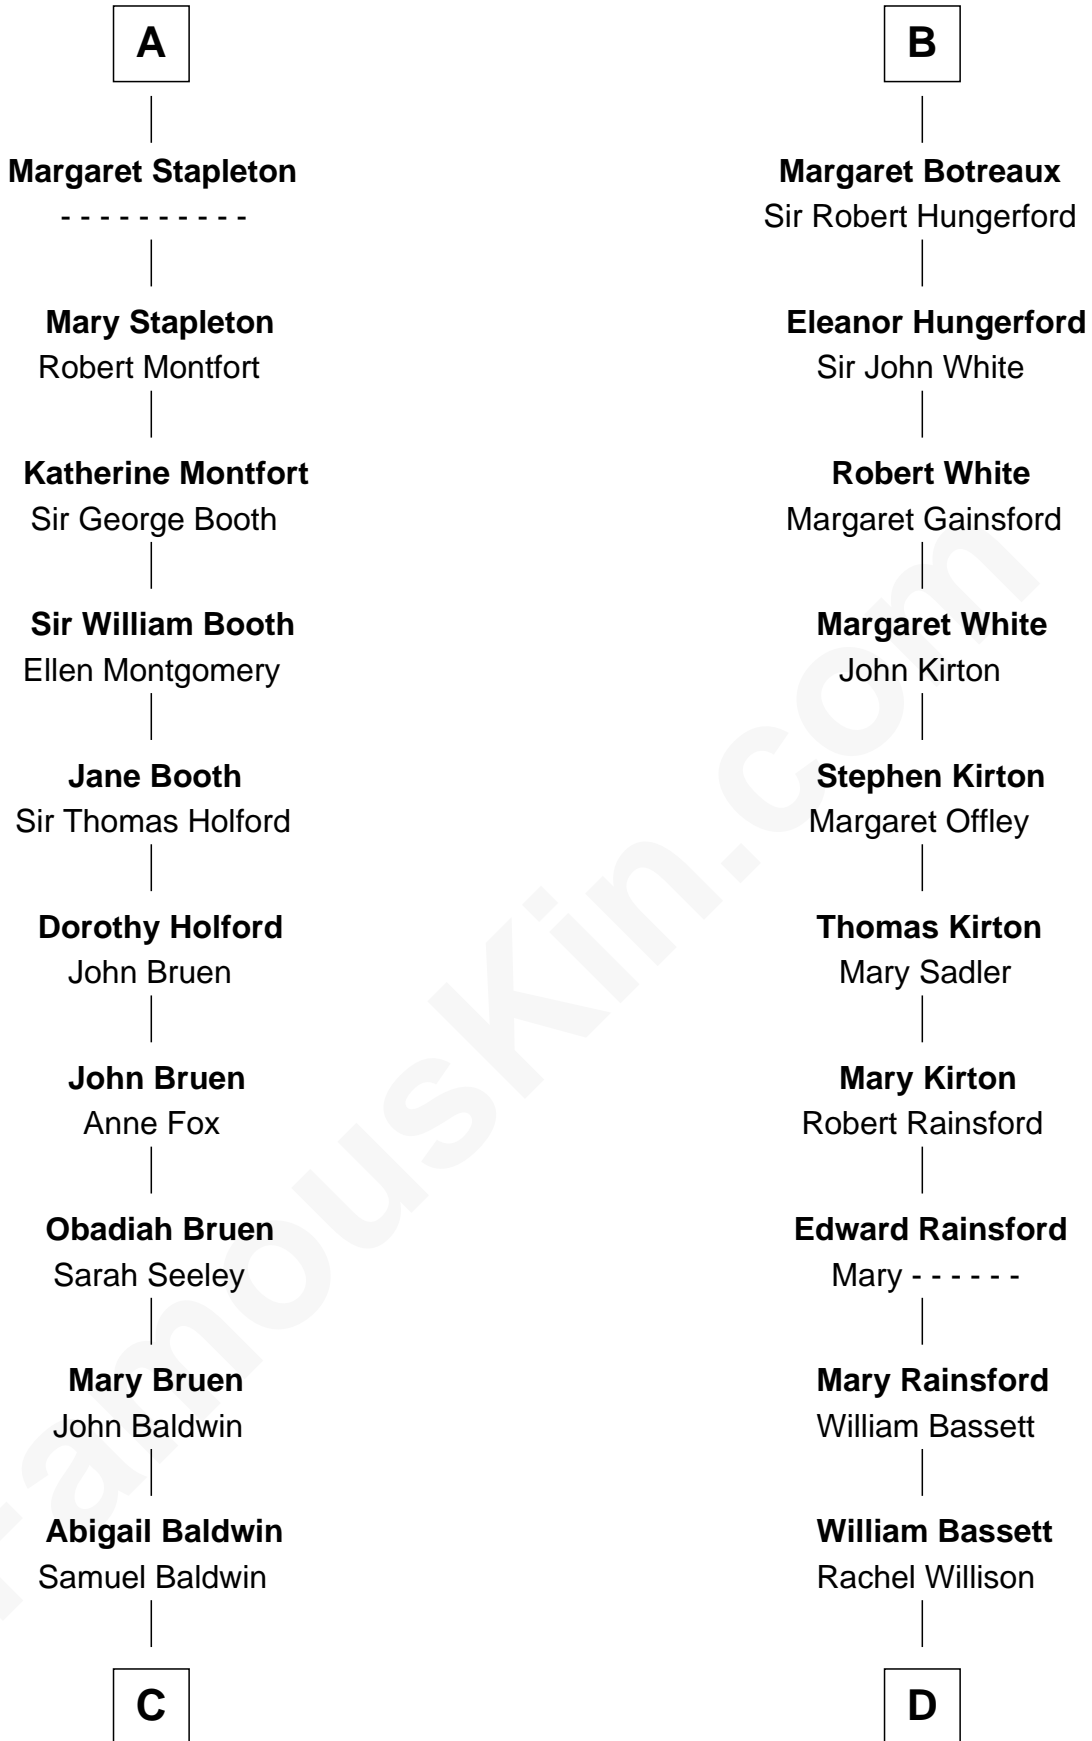 A
Margaret Stapleton
- - - - - - - - - -
Mary Stapleton
Robert Montfort
Katherine Montfort
Sir George Booth
Sir William Booth
Ellen Montgomery
Jane Booth
Sir Thomas Holford
Dorothy Holford
John Bruen
John Bruen
Anne Fox
Obadiah Bruen
Sarah Seeley
Mary Bruen
John Baldwin
Abigail Baldwin
Samuel Baldwin
C
B
Margaret Botreaux
Sir Robert Hungerford
Eleanor Hungerford
Sir John White
Robert White
Margaret Gainsford
Margaret White
John Kirton
Stephen Kirton
Margaret Offley
Thomas Kirton
Mary Sadler
Mary Kirton
Robert Rainsford
Edward Rainsford
Mary - - - - - -
Mary Rainsford
William Bassett
William Bassett
Rachel Willison
D
FamousKin.com